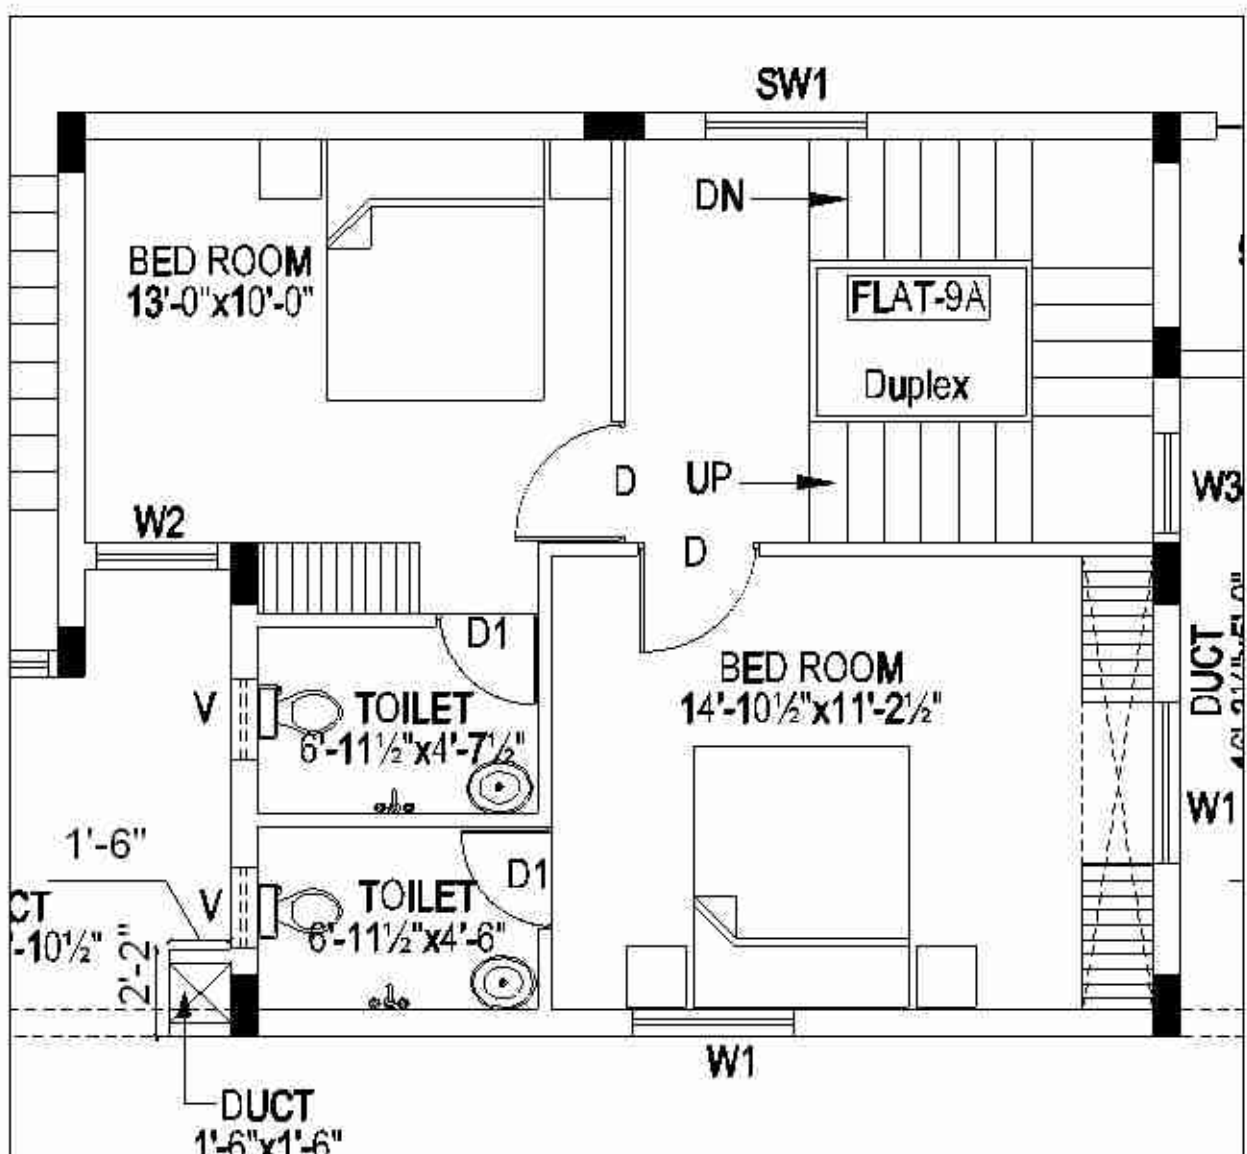 SW1
DN
BED ROOM
13'-0"x10'-0"
FLAT-9A
Duplex
D
UP
W3
W2
D
D1
BED ROOM
14'-10½"x11'-2½"
DUCT
V
TOILET
6'-11½"x4'-7½"
W1
1'-6"
D1
V
TOILET
6'-11½"x4'-6"
CT
'-10½"
2'-2"
W1
DUCT
1'-6"x1'-6"